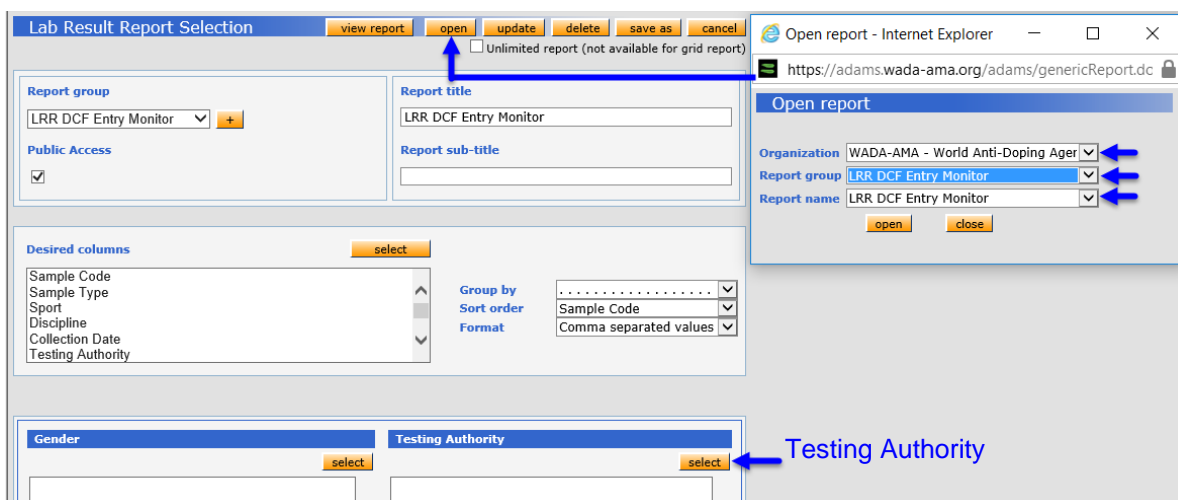 Lab Result Report Selection
view report open update delete save as cancel
Unlimited report (not available for grid report)
Report group
LRR DCF Entry Monitor +
Public Access
Report title
LRR DCF Entry Monitor
Report sub-title
Desired columns select
Sample Code
Sample Type
Sport
Discipline
Collection Date
Testing Authority
Group by . . . . . . . . . . . . . . . . . .
Sort order Sample Code
Format Comma separated values
Gender
select
Testing Authority
select
Testing Authority
Open report - Internet Explorer
https://adams.wada-ama.org/adams/genericReport.dc
Open report
Organization WADA-AMA - World Anti-Doping Ager
Report group LRR DCF Entry Monitor
Report name LRR DCF Entry Monitor
open close